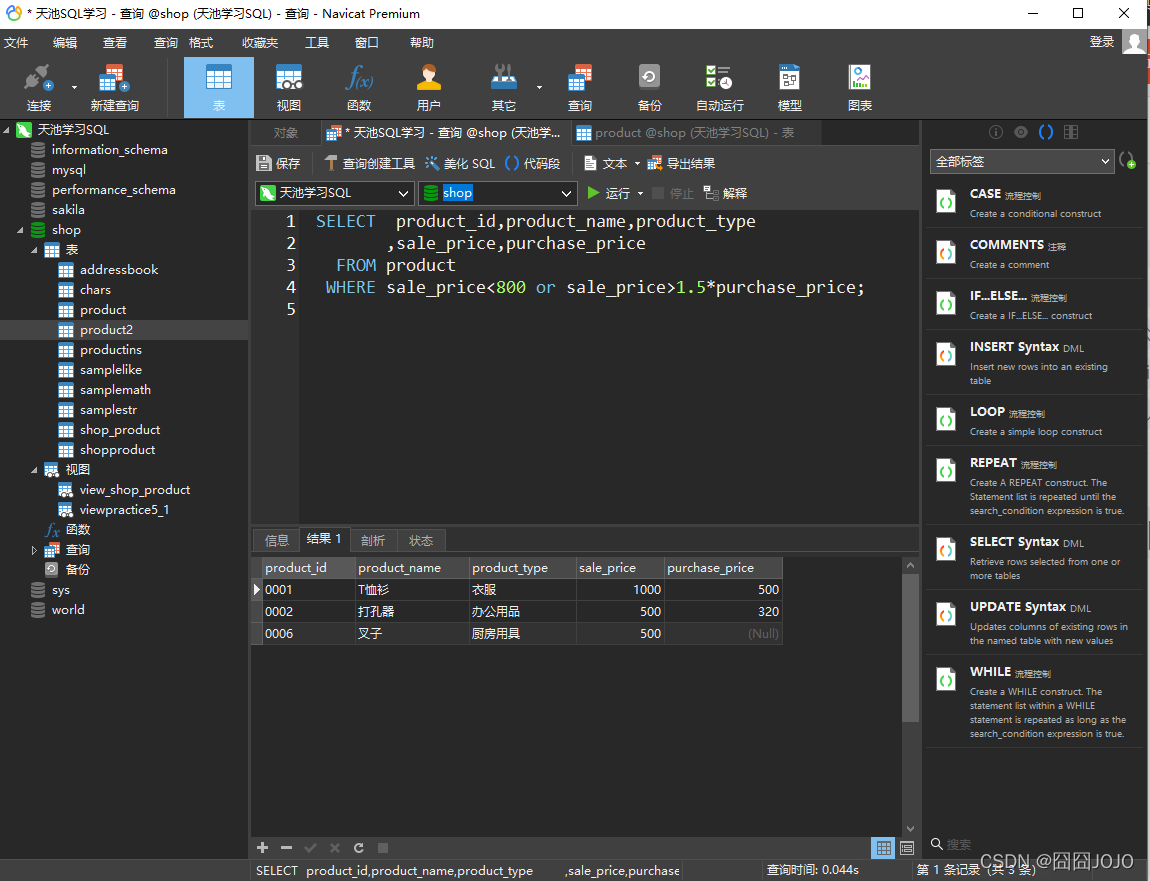 * 天池SQL学习 - 查询 @shop (天池学习SQL) - 查询 - Navicat Premium
文件 编辑 查看 查询 格式 收藏夹 工具 窗口 帮助 登录
连接 新建查询 表 视图 函数 用户 其它 查询 备份 自动运行 模型 图表
天池学习SQL
information_schema
mysql
performance_schema
sakila
shop
表
addressbook
chars
product
product2
productins
samplelike
samplemath
samplestr
shop_product
shopproduct
视图
view_shop_product
viewpractice5_1
函数
查询
备份
sys
world
对象 * 天池SQL学习 - 查询 @shop (天池学... product @shop (天池学习SQL) - 表
保存 查询创建工具 美化 SQL 代码段 文本 导出结果
天池学习SQL shop 运行 停止 解释
1 SELECT product_id,product_name,product_type
2 ,sale_price,purchase_price
3 FROM product
4 WHERE sale_price<800 or sale_price>1.5*purchase_price;
5
信息 结果 1 剖析 状态
product_id product_name product_type sale_price purchase_price
0001 T恤衫 衣服 1000 500
0002 打孔器 办公用品 500 320
0006 叉子 厨房用具 500 (Null)
SELECT product_id,product_name,product_type ,sale_price,purchase
查询时间: 0.044s
第 1 条记录 (共 3 条)
全部标签
CASE 流程控制
Create a conditional construct
COMMENTS 注释
Create a comment
IF...ELSE... 流程控制
Create a IF...ELSE... construct
INSERT Syntax DML
Insert new rows into an existing
table
LOOP 流程控制
Create a simple loop construct
REPEAT 流程控制
Create A REPEAT construct. The
Statement list is repeated until the
search_condition expression is true.
SELECT Syntax DML
Retrieve rows selected from one or
more tables
UPDATE Syntax DML
Updates columns of existing rows in
the named table with new values
WHILE 流程控制
Create a WHILE construct. The
statement list within a WHILE
statement is repeated as long as the
search_condition expression is true.
搜索
CSDN @囧囧JOJO